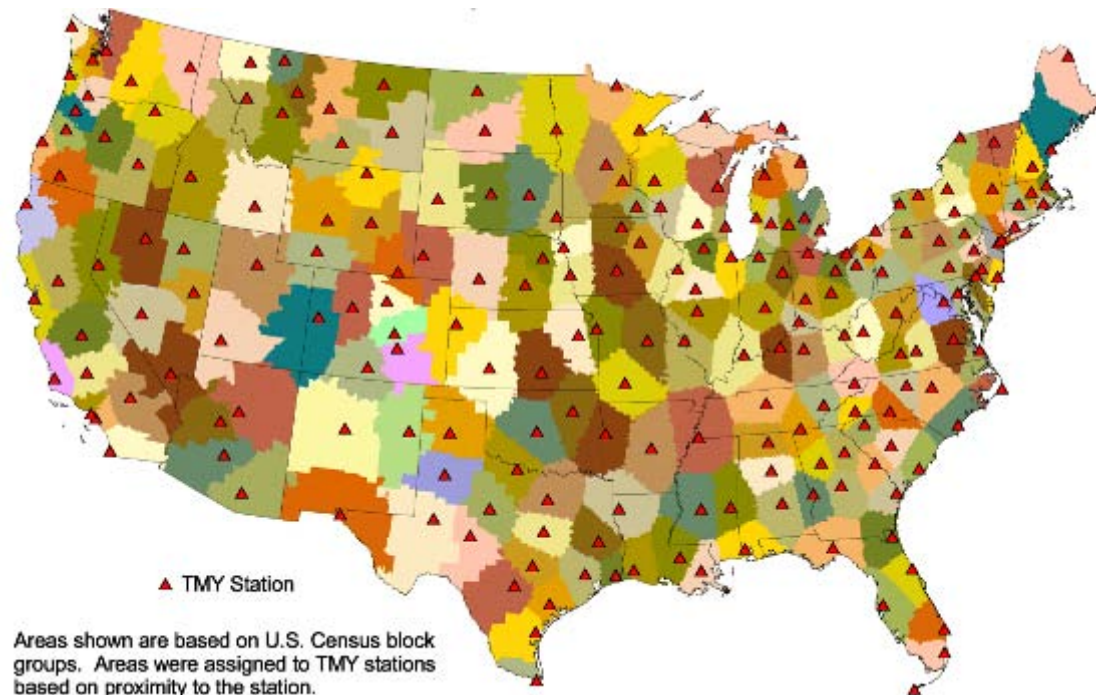 TMY Station
Areas shown are based on U.S. Census block
groups. Areas were assigned to TMY stations
based on proximity to the station.